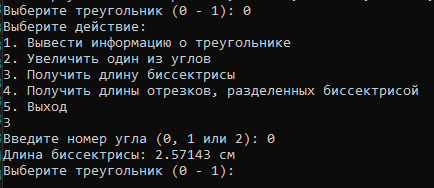 Выберите треугольник (0 - 1): 0
Выберите действие:
1. Вывести информацию о треугольнике
2. Увеличить один из углов
3. Получить длину биссектрисы
4. Получить длины отрезков, разделенных биссектрисой
5. Выход
3
Введите номер угла (0, 1 или 2): 0
Длина биссектрисы: 2.57143 см
Выберите треугольник (0 - 1):